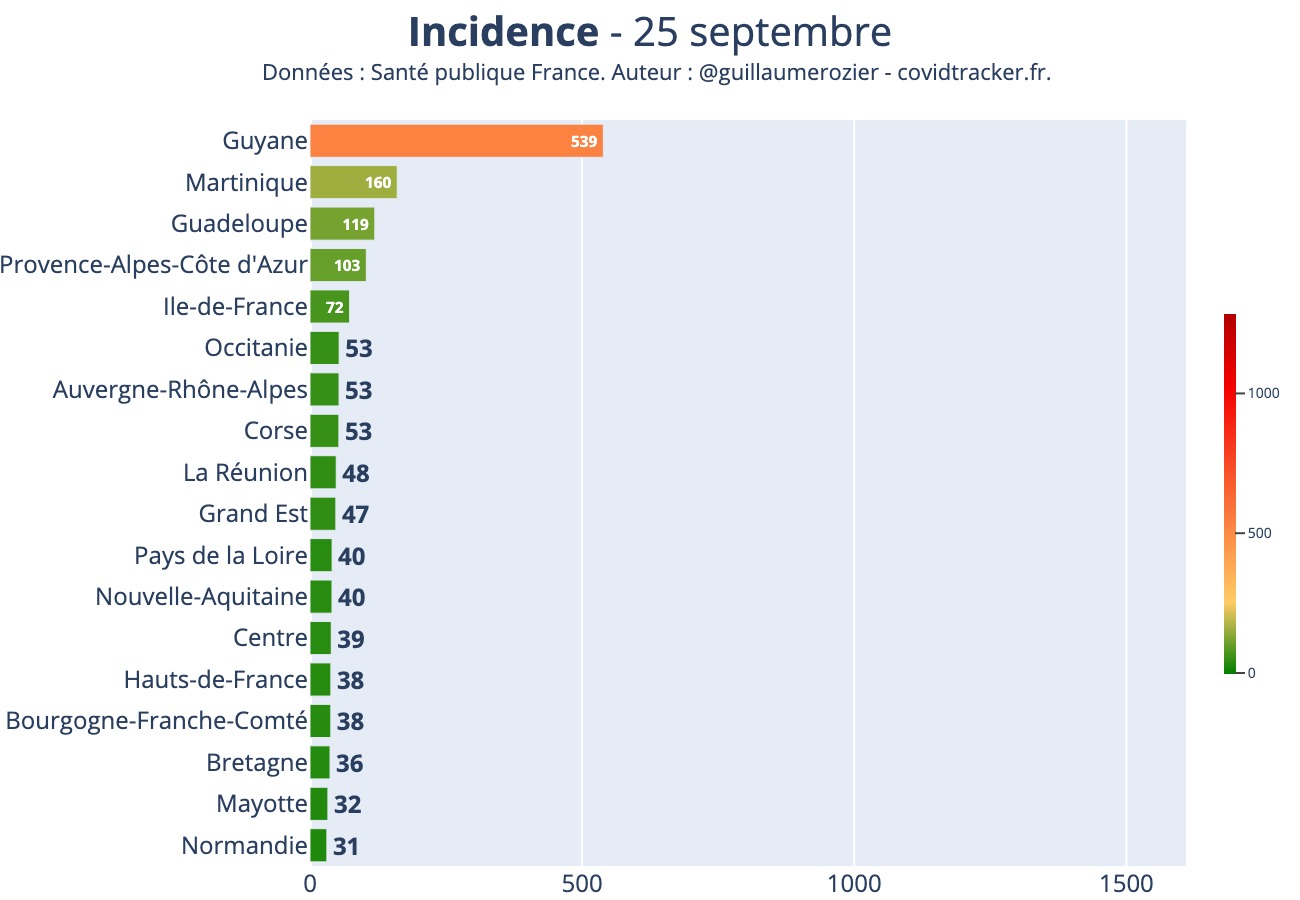 Incidence - 25 septembre
Données : Santé publique France. Auteur : @guillaumerozier - covidtracker.fr.
Guyane 539
Martinique 160
Guadeloupe 119
Provence-Alpes-Côte d'Azur 103
Ile-de-France 72
Occitanie 53
Auvergne-Rhône-Alpes 53
Corse 53
La Réunion 48
Grand Est 47
Pays de la Loire 40
Nouvelle-Aquitaine 40
Centre 39
Hauts-de-France 38
Bourgogne-Franche-Comté 38
Bretagne 36
Mayotte 32
Normandie 31
0 500 1000 1500
1000
500
0